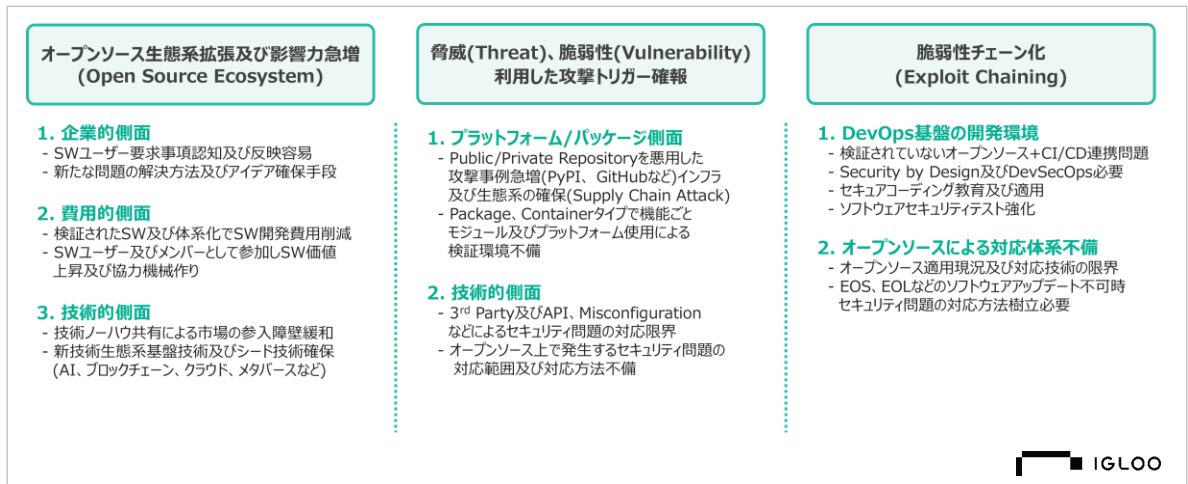 オープンソース生態系拡張及び影響力急増
(Open Source Ecosystem)
1. 企業的側面
- SWユーザー要求事項認知及び反映容易
- 新たな問題の解決方法及びアイデア確保手段
2. 費用的側面
- 検証されたSW及び体系化でSW開発費用削減
- SWユーザー及びメンバーとして参加しSW価値
上昇及び協力機械作り
3. 技術的側面
- 技術ノーハウ共有による市場の参入障壁緩和
- 新技術生態系基盤技術及びシード技術確保
(AI、ブロックチェーン、クラウド、メタバースなど)
脅威(Threat)、脆弱性(Vulnerability)
利用した攻撃トリガー確報
1. プラットフォーム/パッケージ側面
- Public/Private Repositoryを悪用した
攻撃事例急増(PyPI、GitHubなど)インフラ
及び生態系の確保(Supply Chain Attack)
- Package、Containerタイプで機能ごと
モジュール及びプラットフォーム使用による
検証環境不備
2. 技術的側面
- 3rd Party及びAPI、Misconfiguration
などによるセキュリティ問題の対応限界
- オープンソース上で発生するセキュリティ問題の
対応範囲及び対応方法不備
脆弱性チェーン化
(Exploit Chaining)
1. DevOps基盤の開発環境
- 検証されていないオープンソース+CI/CD連携問題
- Security by Design及びDevSecOps必要
- セキュアコーディング教育及び適用
- ソフトウェアセキュリティテスト強化
2. オープンソースによる対応体系不備
- オープンソース適用現況及び対応技術の限界
- EOS、EOLなどのソフトウェアアップデート不可時
セキュリティ問題の対応方法樹立必要
IGLOO